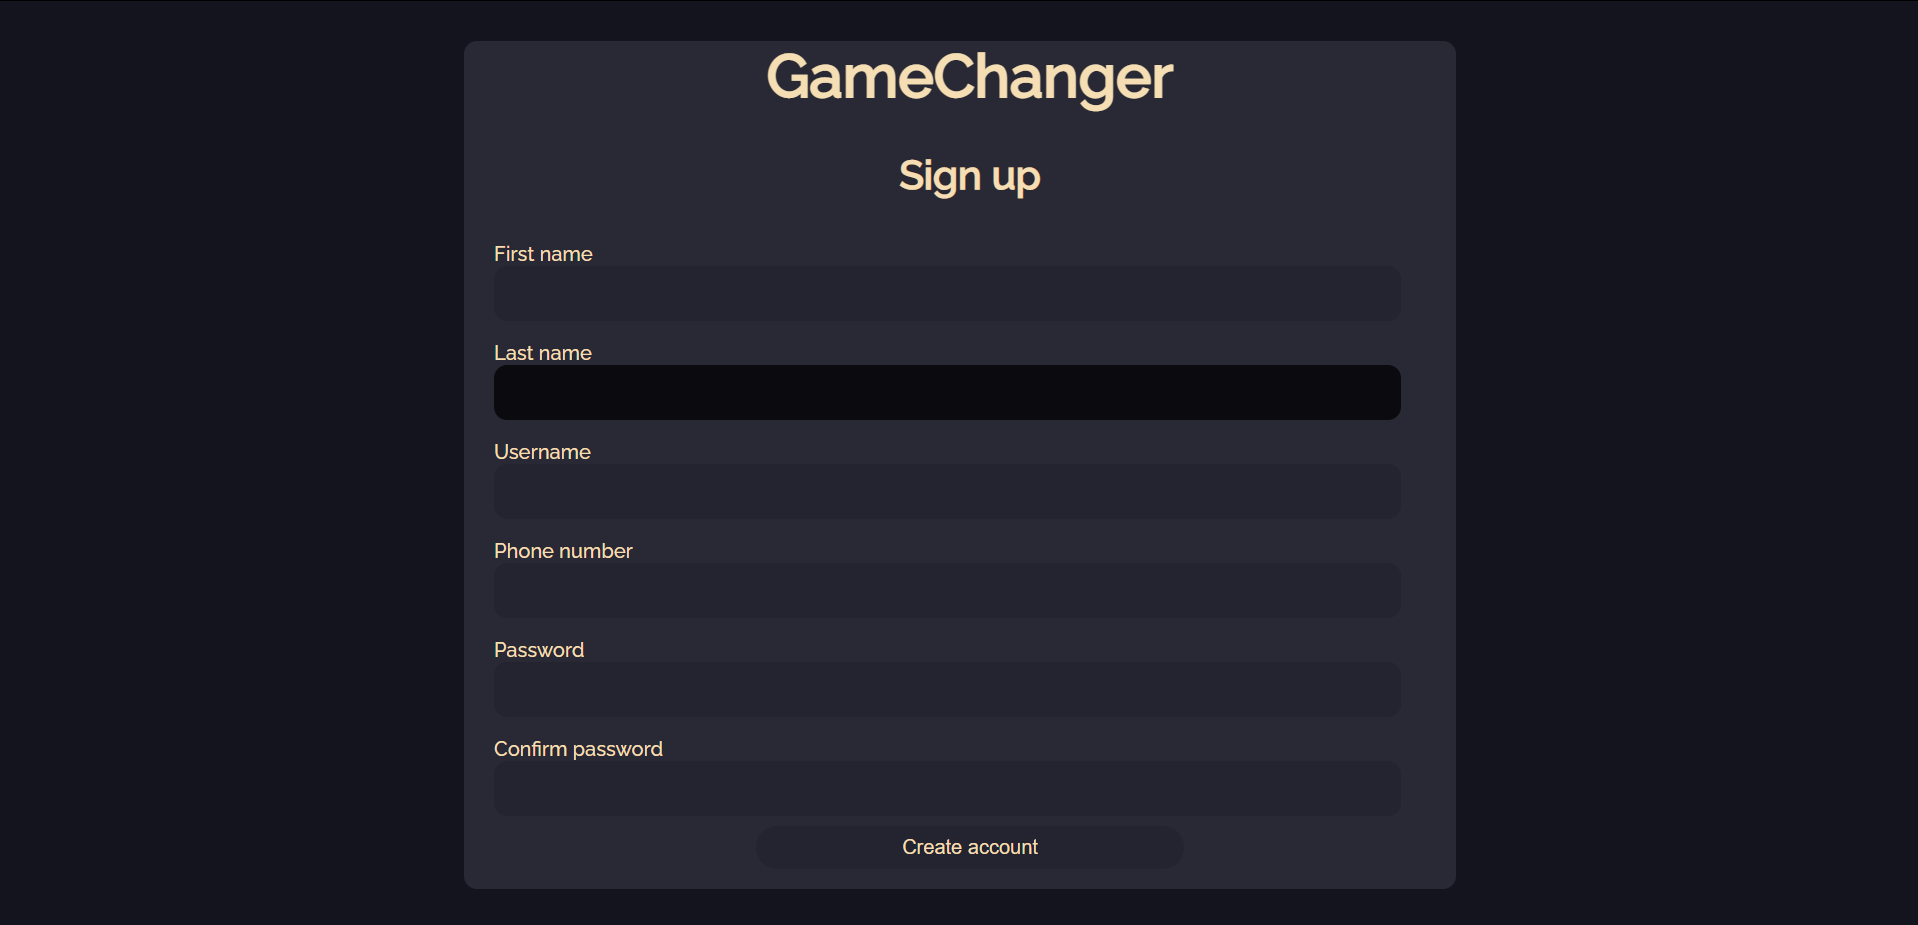 GameChanger
Sign up
First name
Last name
Username
Phone number
Password
Confirm password
Create account